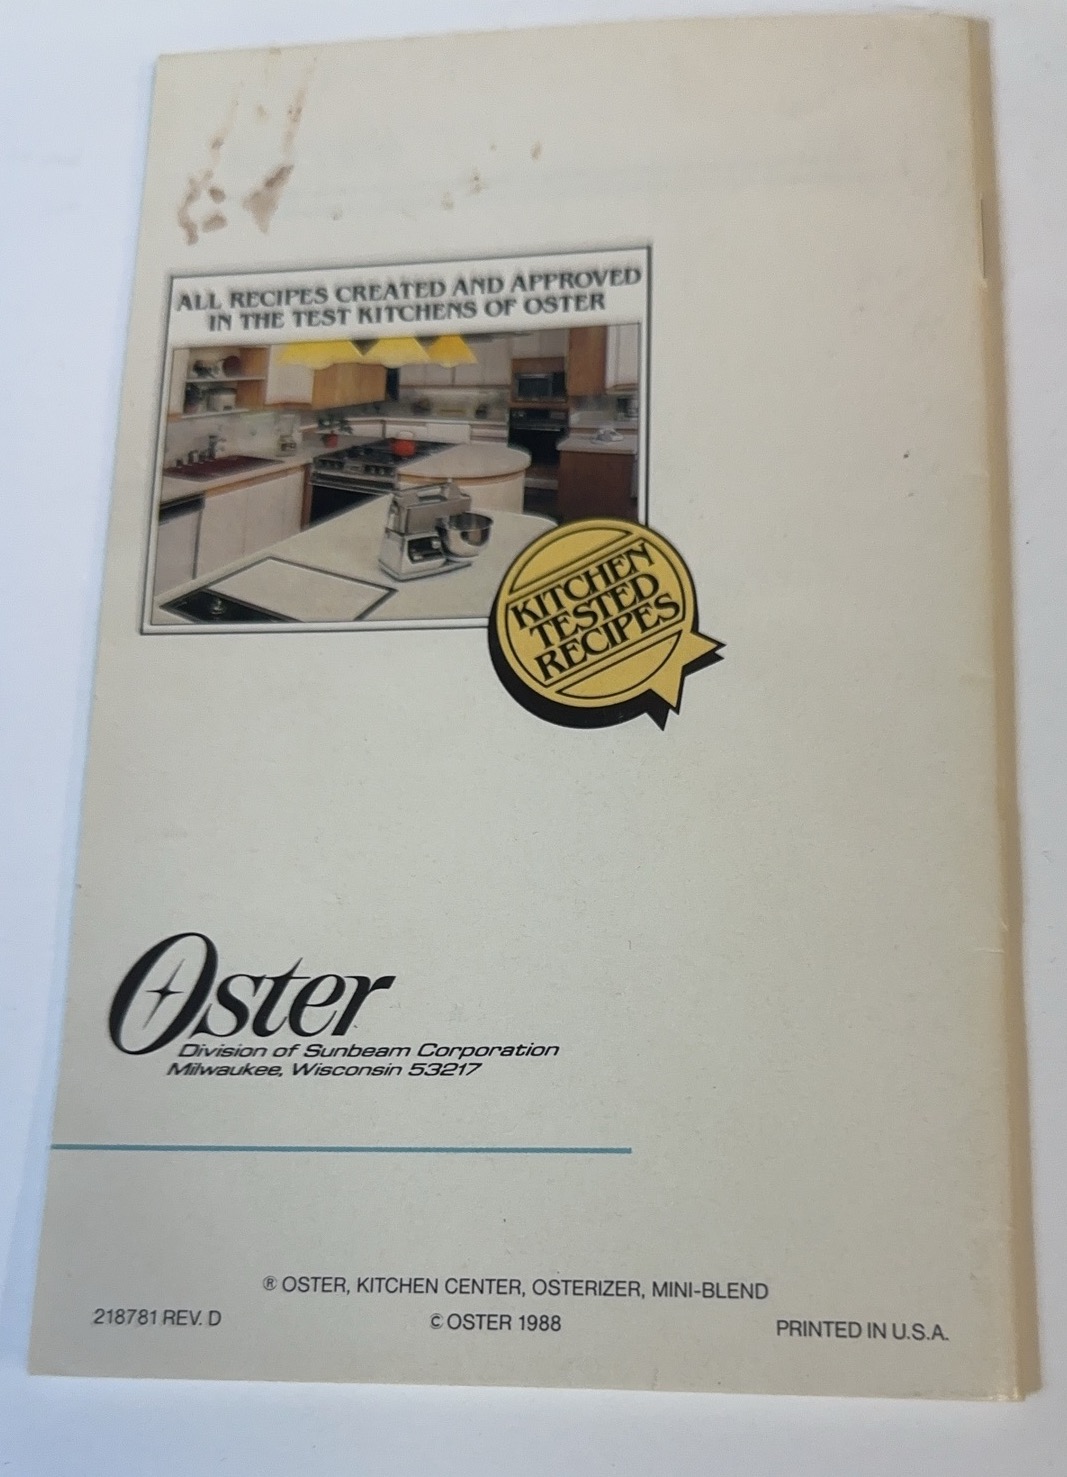 ALL RECIPES CREATED AND APPROVED
IN THE TEST KITCHENS OF OSTER
KITCHEN
TESTED
RECIPES
Oster
Division of Sunbeam Corporation
Milwaukee, Wisconsin 53217
® OSTER, KITCHEN CENTER, OSTERIZER, MINI-BLEND
218781 REV. D
© OSTER 1988
PRINTED IN U.S.A.